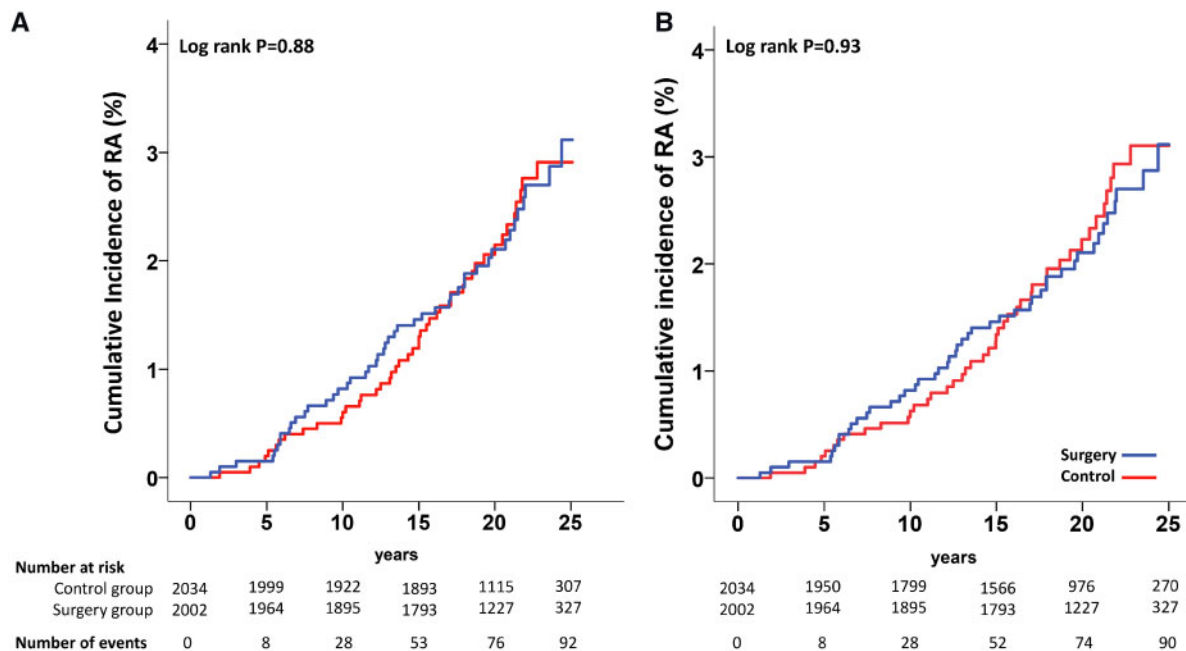 A
Log rank P=0.88
Cumulative Incidence of RA (%)
4
3
2
1
0
0 5 10 15 20 25
years
Number at risk
Control group 2034 1999 1922 1893 1115 307
Surgery group 2002 1964 1895 1793 1227 327
Number of events 0 8 28 53 76 92
B
Log rank P=0.93
Cumulative incidence of RA (%)
4
3
2
1
0
Surgery
Control
0 5 10 15 20 25
years
2034 1950 1799 1566 976 270
2002 1964 1895 1793 1227 327
0 8 28 52 74 90